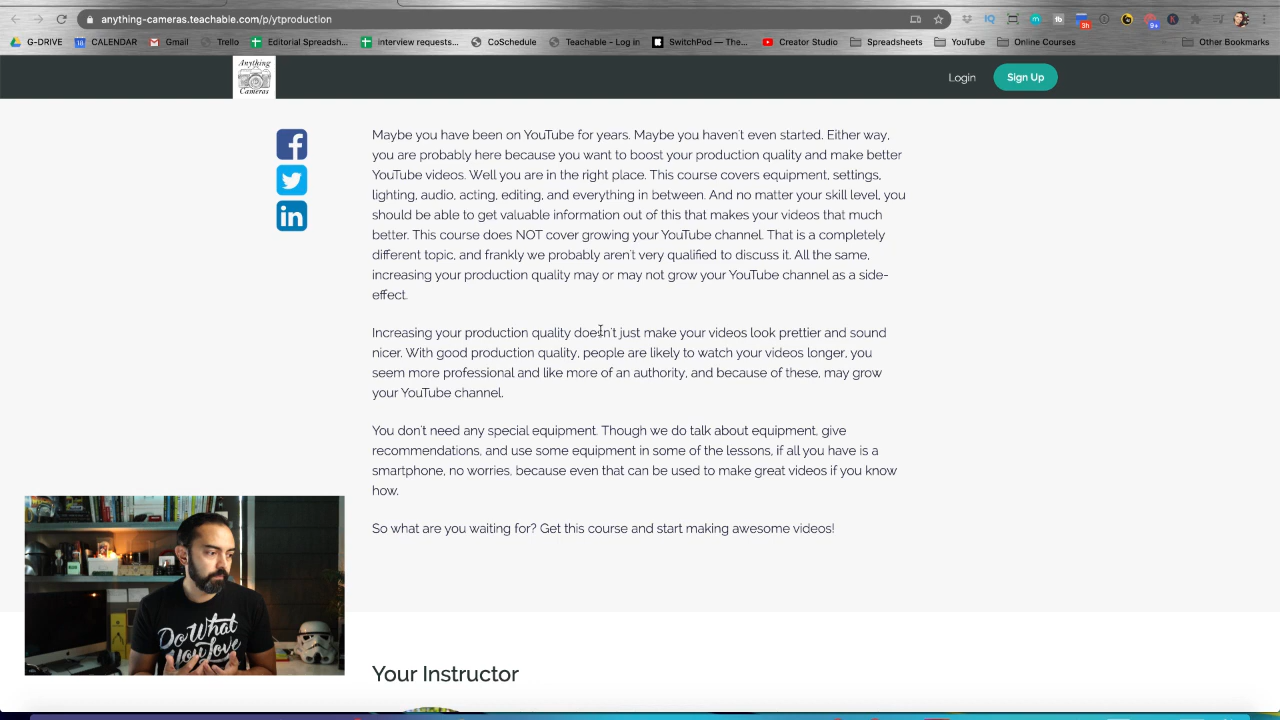 anything-cameras.teachable.com/p/ytproduction
G-DRIVE CALENDAR Gmail Trello Editorial Spreadsh... interview requests... CoSchedule Teachable - Log in SwitchPod – The... Creator Studio Spreadsheets YouTube Online Courses Other Bookmarks
Anything
Cameras
Login Sign Up
Maybe you have been on YouTube for years. Maybe you haven't even started. Either way,
you are probably here because you want to boost your production quality and make better
YouTube videos. Well you are in the right place. This course covers equipment, settings,
lighting, audio, acting, editing, and everything in between. And no matter your skill level, you
should be able to get valuable information out of this that makes your videos that much
better. This course does NOT cover growing your YouTube channel. That is a completely
different topic, and frankly we probably aren't very qualified to discuss it. All the same,
increasing your production quality may or may not grow your YouTube channel as a side-
effect.
Increasing your production quality doesn't just make your videos look prettier and sound
nicer. With good production quality, people are likely to watch your videos longer, you
seem more professional and like more of an authority, and because of these, may grow
your YouTube channel.
You don't need any special equipment. Though we do talk about equipment, give
recommendations, and use some equipment in some of the lessons, if all you have is a
smartphone, no worries, because even that can be used to make great videos if you know
how.
So what are you waiting for? Get this course and start making awesome videos!
Do What
You Love
Your Instructor